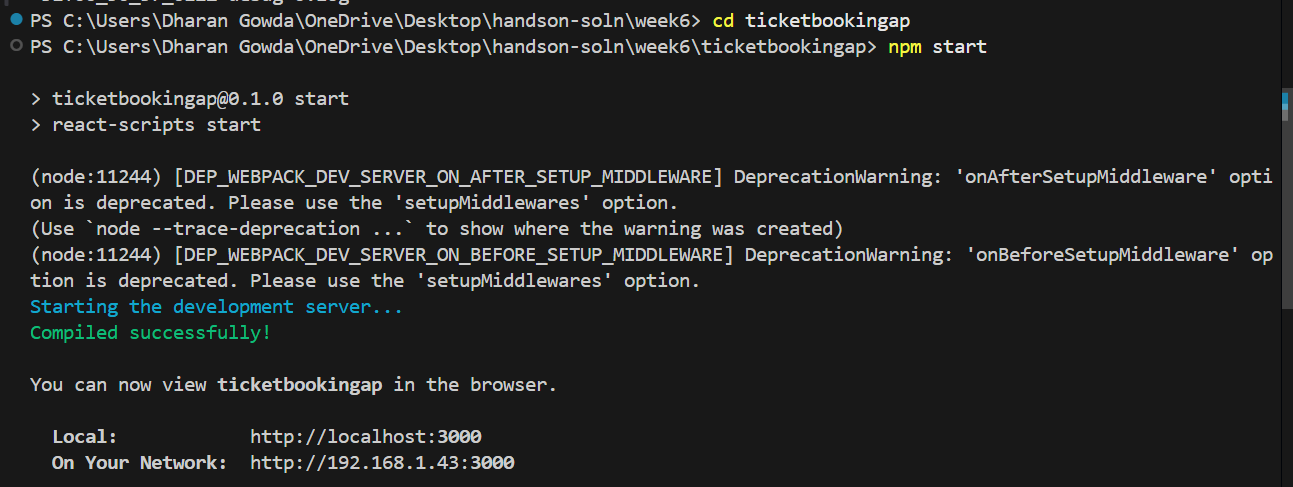 PS C:\Users\Dharan Gowda\OneDrive\Desktop\handson-soln\week6> cd ticketbookingap
PS C:\Users\Dharan Gowda\OneDrive\Desktop\handson-soln\week6\ticketbookingap> npm start
> ticketbookingap@0.1.0 start
> react-scripts start
(node:11244) [DEP_WEBPACK_DEV_SERVER_ON_AFTER_SETUP_MIDDLEWARE] DeprecationWarning: 'onAfterSetupMiddleware' opti
on is deprecated. Please use the 'setupMiddlewares' option.
(Use `node --trace-deprecation ...` to show where the warning was created)
(node:11244) [DEP_WEBPACK_DEV_SERVER_ON_BEFORE_SETUP_MIDDLEWARE] DeprecationWarning: 'onBeforeSetupMiddleware' op
tion is deprecated. Please use the 'setupMiddlewares' option.
Starting the development server...
Compiled successfully!
You can now view ticketbookingap in the browser.
Local: http://localhost:3000
On Your Network: http://192.168.1.43:3000